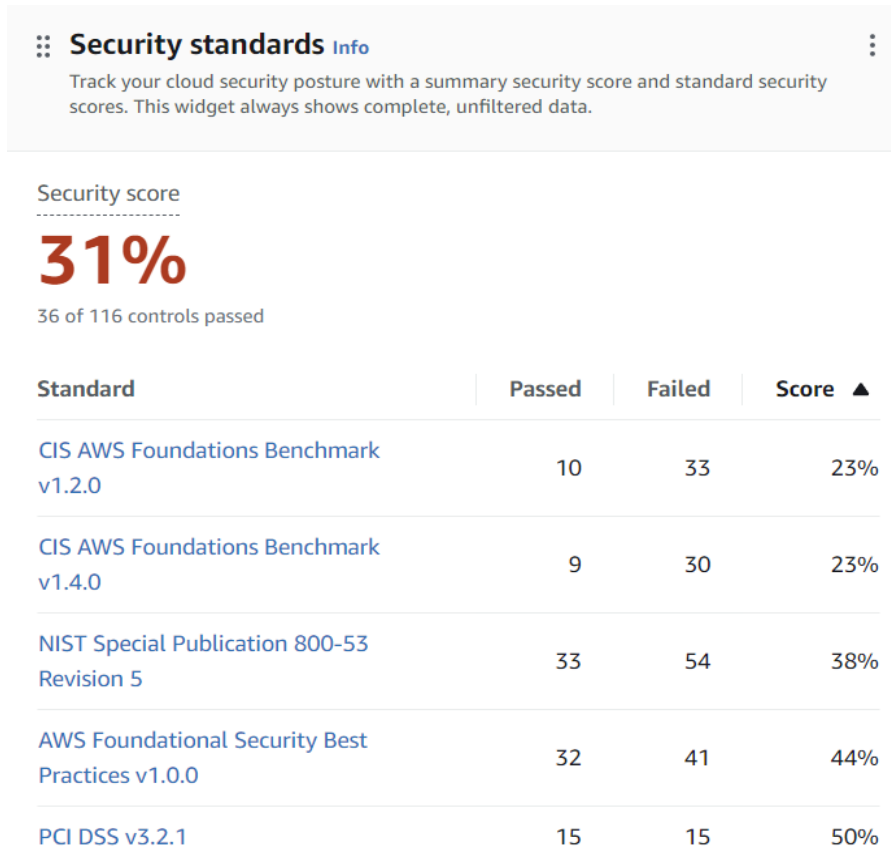 Security standards Info
Track your cloud security posture with a summary security score and standard security
scores. This widget always shows complete, unfiltered data.
Security score
31%
36 of 116 controls passed
Standard Passed Failed Score ▲
CIS AWS Foundations Benchmark
v1.2.0 10 33 23%
CIS AWS Foundations Benchmark
v1.4.0 9 30 23%
NIST Special Publication 800-53
Revision 5 33 54 38%
AWS Foundational Security Best
Practices v1.0.0 32 41 44%
PCI DSS v3.2.1 15 15 50%